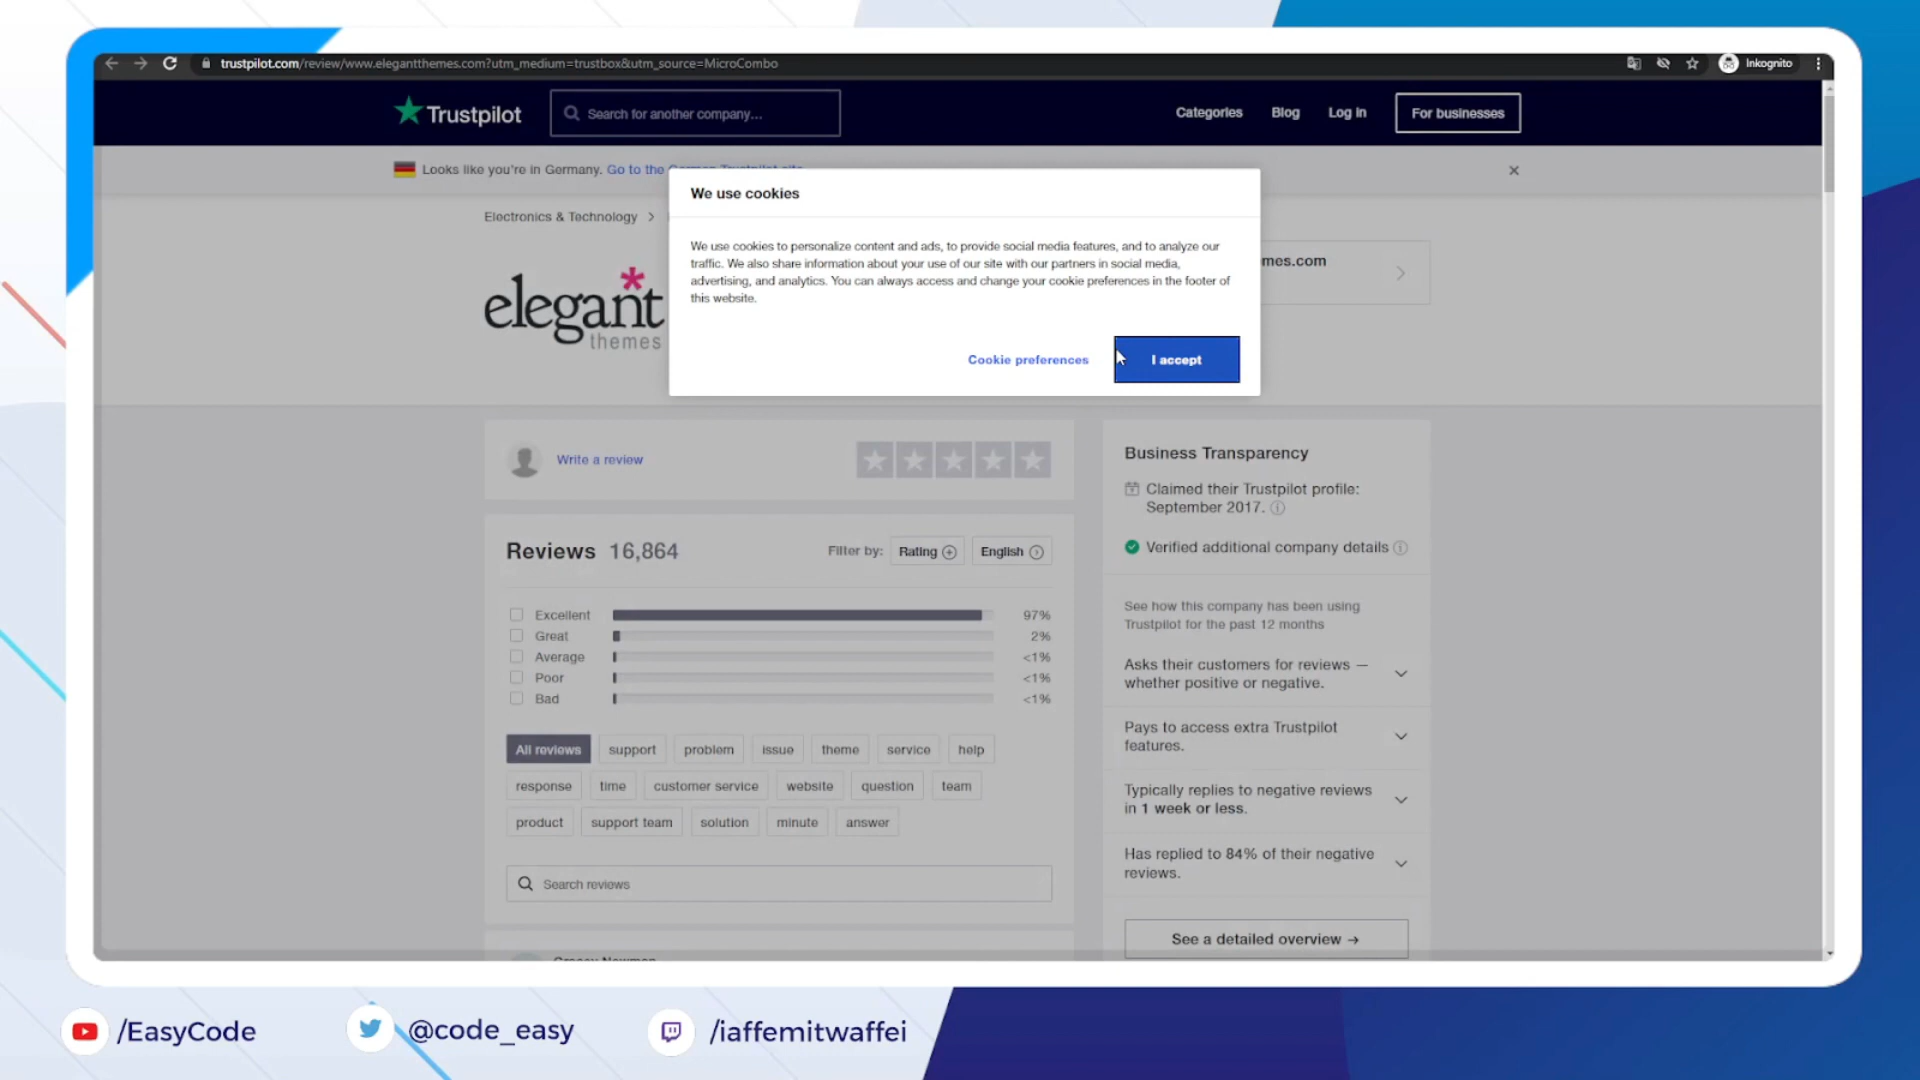 trustpilot.com/review/www.elegantthemes.com?utm_medium=trustbox&utm_source=MicroCombo
Inkognito
Trustpilot
Search for another company...
Categories
Blog
Log in
For businesses
Looks like you're in Germany. Go to the German Trustpilot site
We use cookies
Electronics & Technology >
We use cookies to personalize content and ads, to provide social media features, and to analyze our
traffic. We also share information about your use of our site with our partners in social media,
advertising, and analytics. You can always access and change your cookie preferences in the footer of
this website.
mes.com
elegant
themes
Cookie preferences
I accept
Write a review
Business Transparency
Claimed their Trustpilot profile:
September 2017.
Verified additional company details
Reviews 16,864
Filter by:
Rating
English
Excellent 97%
Great 2%
Average <1%
Poor <1%
Bad <1%
See how this company has been using
Trustpilot for the past 12 months
Asks their customers for reviews —
whether positive or negative.
Pays to access extra Trustpilot
features.
Typically replies to negative reviews
in 1 week or less.
Has replied to 84% of their negative
reviews.
See a detailed overview →
All reviews support problem issue theme service help
response time customer service website question team
product support team solution minute answer
Search reviews
/EasyCode
@code_easy
/iaffemitwaffei